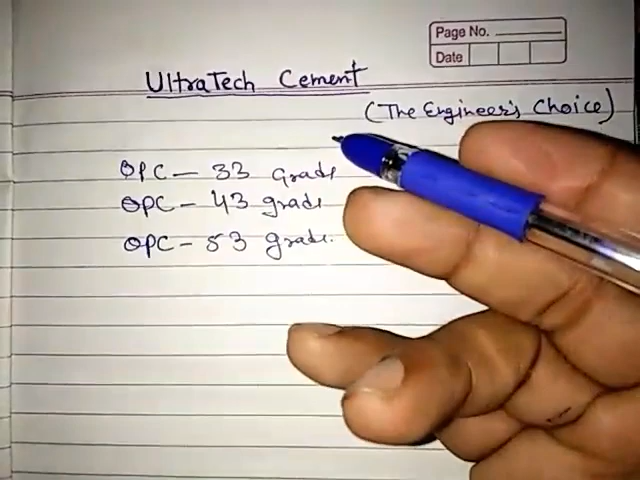 Page No.
Date
UltraTech Cement
(The Engineer's Choice)
OPC — 33 Grade
OPC – 43 grade
OPC – 53 grade.